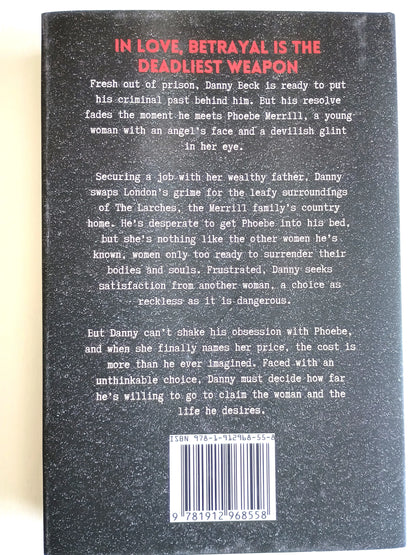 IN LOVE, BETRAYAL IS THE
DEADLIEST WEAPON
Fresh out of prison, Danny Beck is ready to put
his criminal past behind him. But his resolve
fades the moment he meets Phoebe Merrill, a young
woman with an angel's face and a devilish glint
in her eye.
Securing a job with her wealthy father, Danny
swaps London's grime for the leafy surroundings
of The Larches, the Merrill family's country
home. He's desperate to get Phoebe into his bed,
but she's nothing like the other women he's
known, women only too ready to surrender their
bodies and souls. Frustrated, Danny seeks
satisfaction from another woman, a choice as
reckless as it is dangerous.
But Danny can't shake his obsession with Phoebe,
and when she finally names her price, the cost is
more than he ever imagined. Faced with an
unthinkable choice, Danny must decide how far
he's willing to go to claim the woman and the
life he desires.
ISBN 978-1-912968-55-8
9 781912 968558